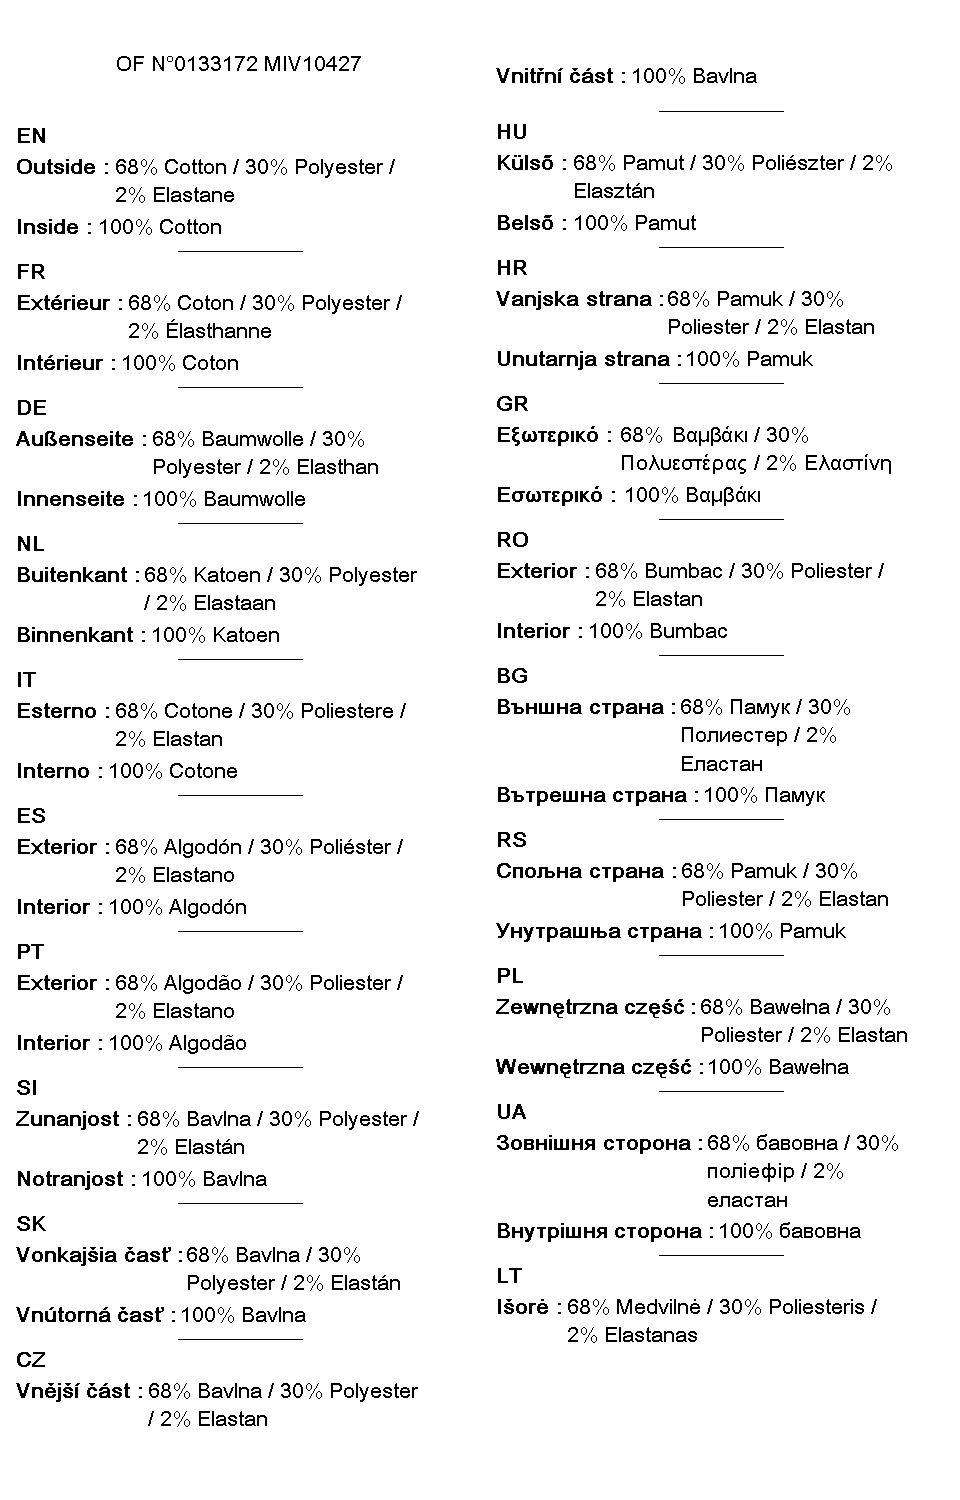 OF N°0133172 MIV10427
EN
Outside : 68% Cotton / 30% Polyester /
2% Elastane
Inside : 100% Cotton
FR
Extérieur : 68% Coton / 30% Polyester /
2% Élasthanne
Intérieur : 100% Coton
DE
Außenseite : 68% Baumwolle / 30%
Polyester / 2% Elasthan
Innenseite : 100% Baumwolle
NL
Buitenkant : 68% Katoen / 30% Polyester
/ 2% Elastaan
Binnenkant : 100% Katoen
IT
Esterno : 68% Cotone / 30% Poliestere /
2% Elastan
Interno : 100% Cotone
ES
Exterior : 68% Algodón / 30% Poliéster /
2% Elastano
Interior : 100% Algodón
PT
Exterior : 68% Algodão / 30% Poliester /
2% Elastano
Interior : 100% Algodão
SI
Zunanjost : 68% Bavlna / 30% Polyester /
2% Elastán
Notranjost : 100% Bavlna
SK
Vonkajšia časť : 68% Bavlna / 30%
Polyester / 2% Elastán
Vnútorná časť : 100% Bavlna
CZ
Vnější část : 68% Bavlna / 30% Polyester
/ 2% Elastan
Vnitřní část : 100% Bavlna
HU
Külsõ : 68% Pamut / 30% Poliészter / 2%
Elasztán
Belsõ : 100% Pamut
HR
Vanjska strana : 68% Pamuk / 30%
Poliester / 2% Elastan
Unutarnja strana : 100% Pamuk
GR
Εξωτερικό : 68% Βαμβάκι / 30%
Πολυεστέρας / 2% Ελαστίνη
Εσωτερικό : 100% Βαμβάκι
RO
Exterior : 68% Bumbac / 30% Poliester /
2% Elastan
Interior : 100% Bumbac
BG
Външна страна : 68% Памук / 30%
Полиестер / 2%
Еластан
Вътрешна страна : 100% Памук
RS
Спољна страна : 68% Pamuk / 30%
Poliester / 2% Elastan
Унутрашња страна : 100% Pamuk
PL
Zewnętrzna część : 68% Bawełna / 30%
Poliester / 2% Elastan
Wewnętrzna część : 100% Bawełna
UA
Зовнішня сторона : 68% бавовна / 30%
поліефір / 2%
еластан
Внутрішня сторона : 100% бавовна
LT
Išorė : 68% Medvilnė / 30% Poliesteris /
2% Elastanas